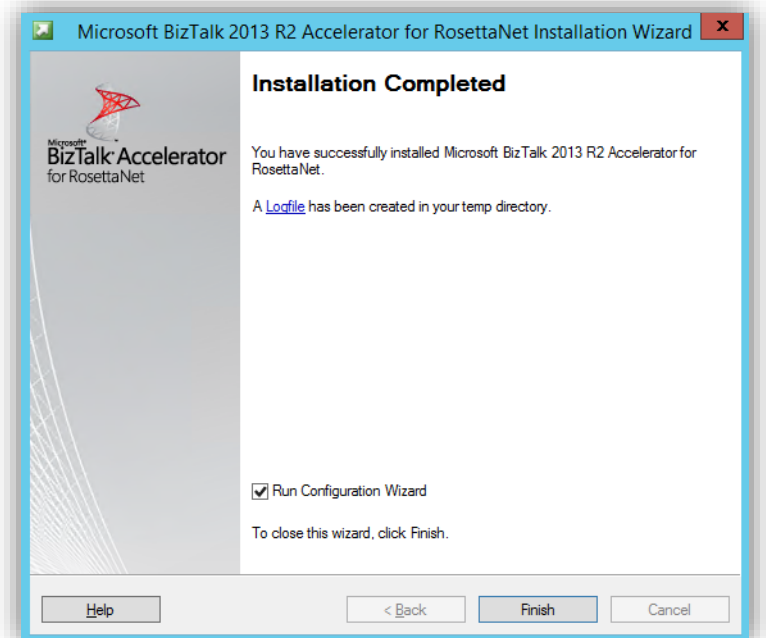 Microsoft BizTalk 2013 R2 Accelerator for RosettaNet Installation Wizard
x
Microsoft
BizTalk Accelerator
for RosettaNet
Installation Completed
You have successfully installed Microsoft BizTalk 2013 R2 Accelerator for
RosettaNet.
A Logfile has been created in your temp directory.
Run Configuration Wizard
To close this wizard, click Finish.
Help
< Back
Finish
Cancel